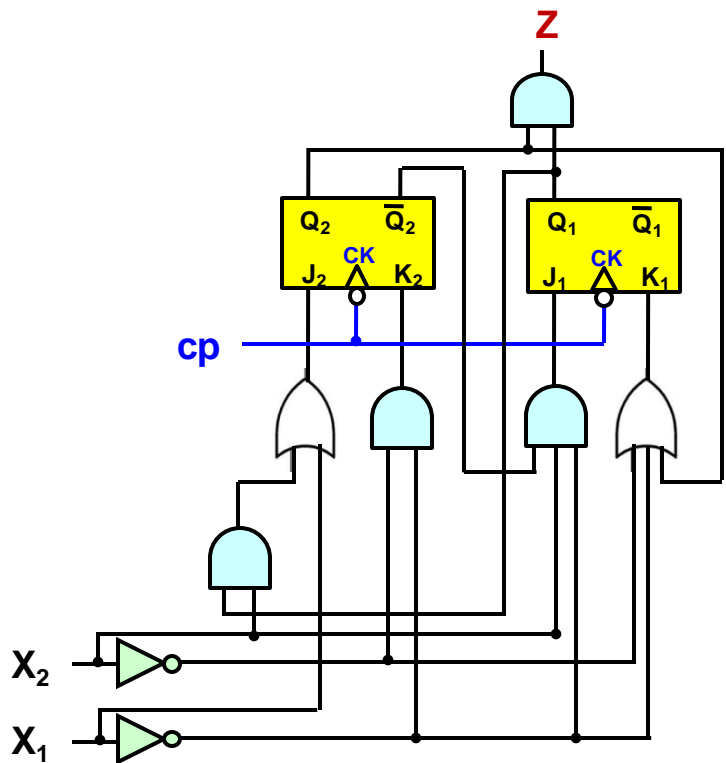 Z
Q₂ Q̅₂
CK
J₂ K₂
Q₁ Q̅₁
CK
J₁ K₁
cp
X₂
X₁